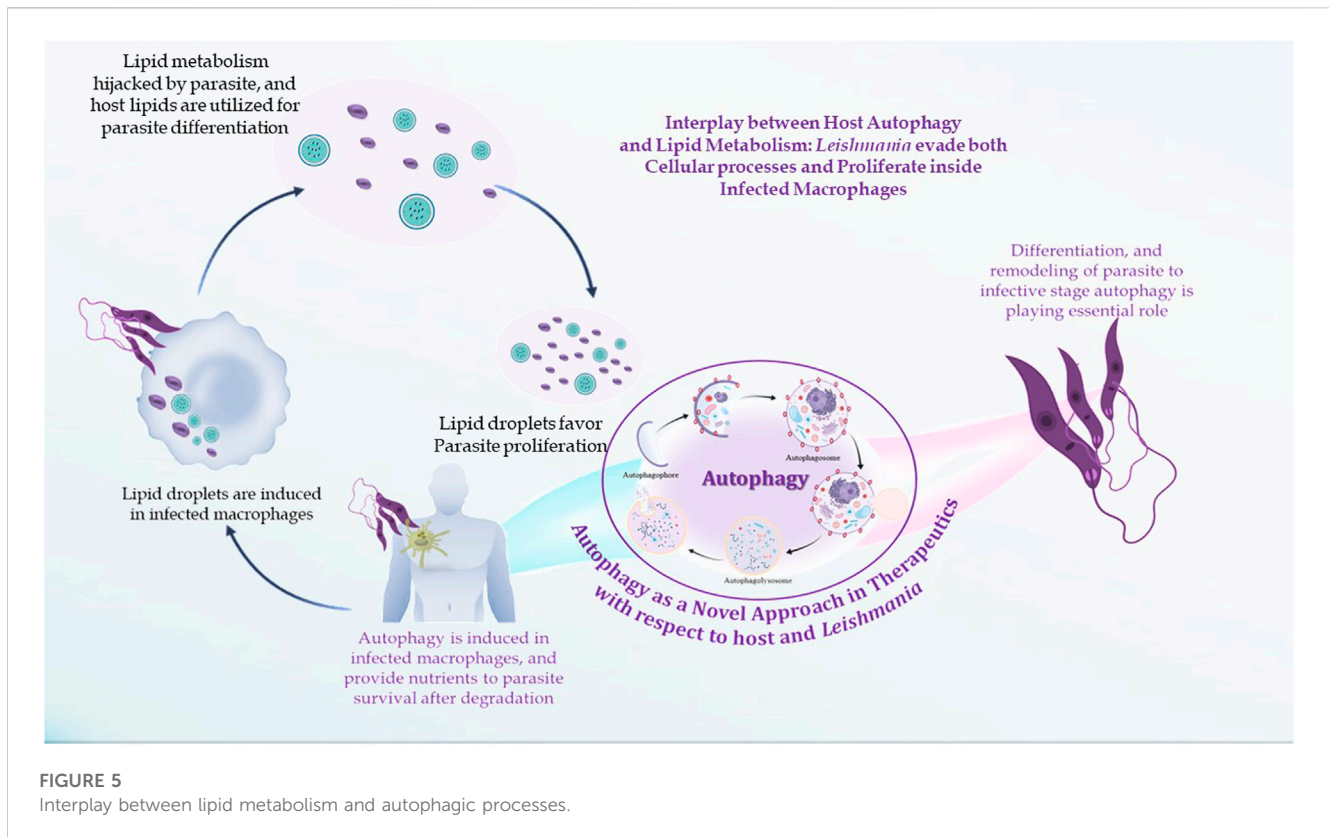 Lipid metabolism
hijacked by parasite, and
host lipids are utilized for
parasite differentiation
Interplay between Host Autophagy
and Lipid Metabolism: Leishmania evade both
Cellular processes and Proliferate inside
Infected Macrophages
Differentiation, and
remodeling of parasite to
infective stage autophagy is
playing essential role
Lipid droplets favor
Parasite proliferation
Lipid droplets are induced
in infected macrophages
Autophagophore
Autophagosome
Autophagy
Autophagolysosome
Autophagy as a Novel Approach in Therapeutics
with respect to host and Leishmania
Autophagy is induced in
infected macrophages, and
provide nutrients to parasite
survival after degradation
FIGURE 5
Interplay between lipid metabolism and autophagic processes.